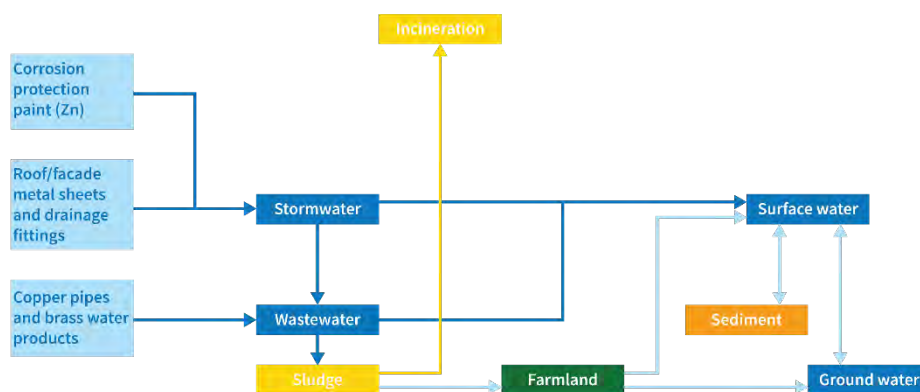 Incineration
Corrosion
protection
paint (Zn)
Roof/facade
metal sheets
and drainage
fittings
Stormwater
Surface water
Copper pipes
and brass water
products
Wastewater
Sediment
Sludge
Farmland
Ground water